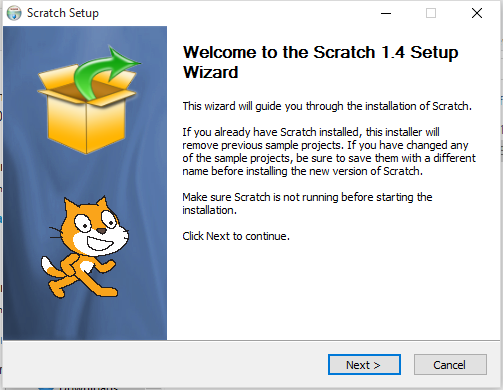 Scratch Setup
Welcome to the Scratch 1.4 Setup
Wizard
This wizard will guide you through the installation of Scratch.
If you already have Scratch installed, this installer will
remove previous sample projects. If you have changed any
of the sample projects, be sure to save them with a different
name before installing the new version of Scratch.
Make sure Scratch is not running before starting the
installation.
Click Next to continue.
Next >
Cancel